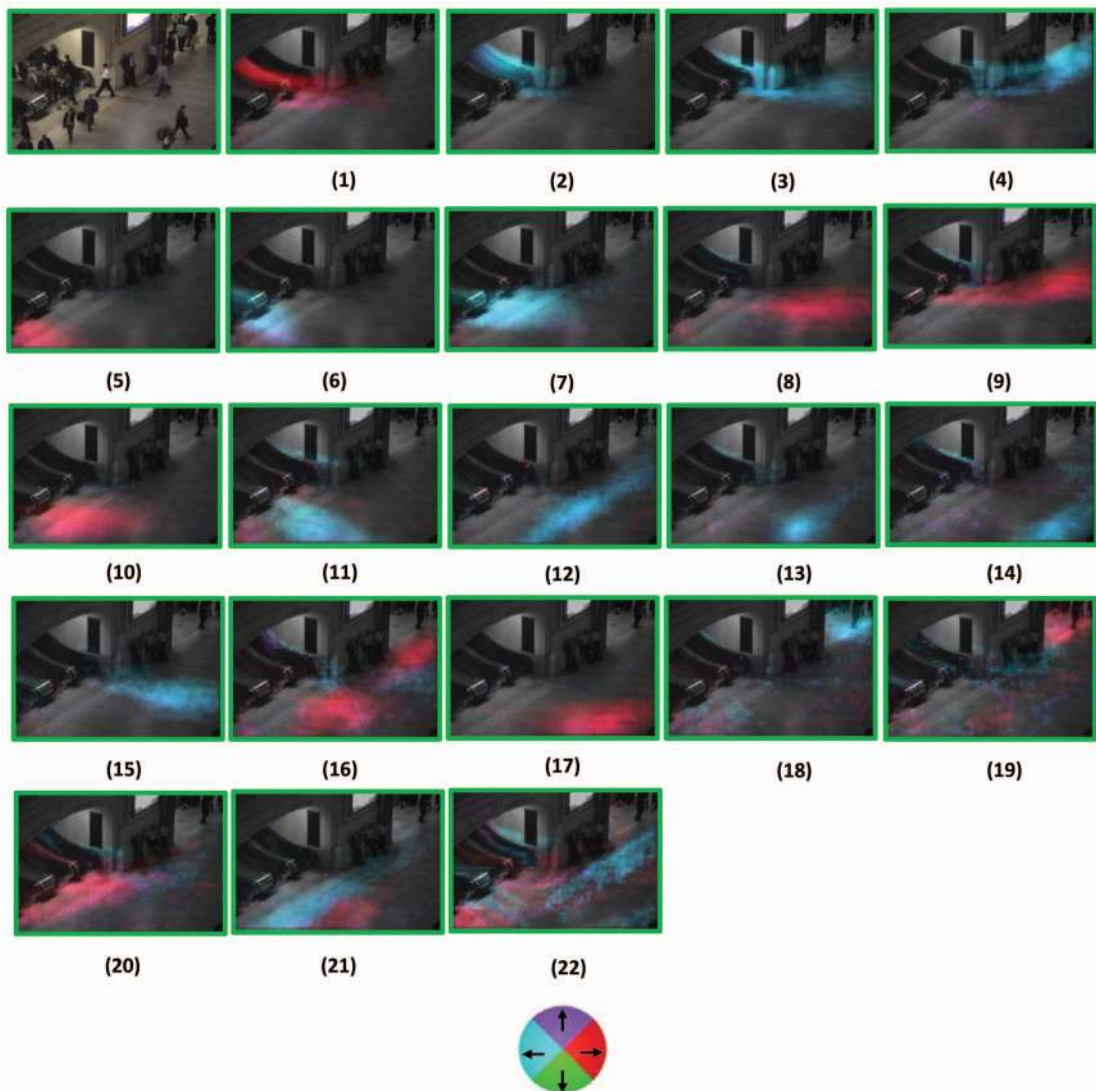 (1) (2) (3) (4)
(5) (6) (7) (8) (9)
(10) (11) (12) (13) (14)
(15) (16) (17) (18) (19)
(20) (21) (22)